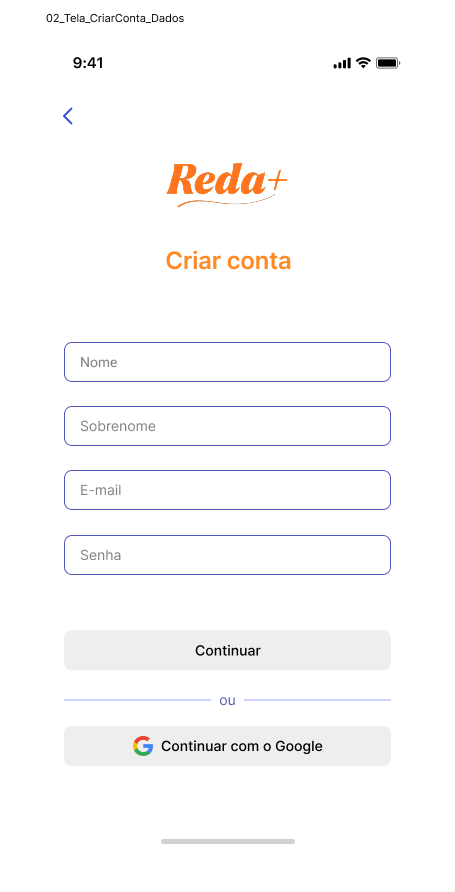 02_Tela_CriarConta_Dados
9:41
Reda+
Criar conta
Nome
Sobrenome
E-mail
Senha
Continuar
ou
Continuar com o Google